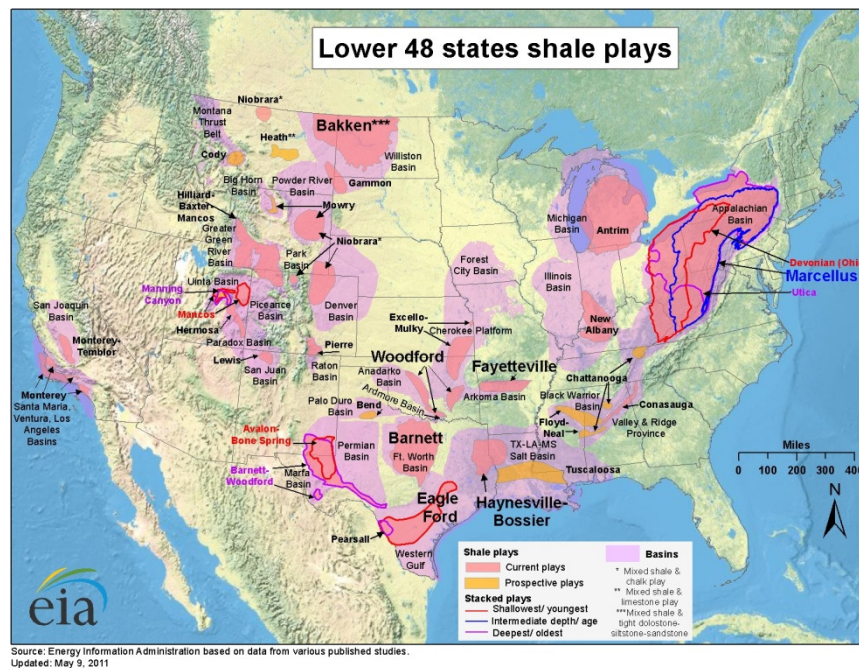 Lower 48 states shale plays
Niobrara*
Montana
Thrust
Belt
Heath**
Bakken***
Williston
Basin
Cody
Big Horn
Basin
Powder River
Basin
Gammon
Hilliard-
Baxter-
Mancos
Mowry
Greater
Green
River
Basin
Niobrara*
Park
Basin
Uinta Basin
Manning
Canyon
Mancos
Piceance
Basin
Denver
Basin
Hermosa
Paradox Basin
San Joaquin
Basin
Monterey-
Temblor
Monterey
Santa Maria,
Ventura, Los
Angeles
Basins
Lewis
San Juan
Basin
Pierre
Raton
Basin
Forest
City Basin
Excello-
Mulky
Cherokee Platform
Woodford
Anadarko
Basin
Ardmore Basin
Palo Duro
Basin
Bend
Fayetteville
Arkoma Basin
Michigan
Basin
Antrim
Illinois
Basin
New
Albany
Appalachian
Basin
Devonian (Ohi
Marcellus
Utica
Chattanooga
Black Warrior
Basin
Conasauga
Floyd-
Neal
Valley & Ridge
Province
Avalon-
Bone Spring
Permian
Basin
Barnett-
Woodford
Marfa
Basin
Barnett
Ft. Worth
Basin
TX-LA-MS
Salt Basin
Tuscaloosa
Haynesville-
Bossier
Eagle
Ford
Pearsall
Western
Gulf
Miles
0 100 200 300 40
N
Shale plays
Current plays
Prospective plays
Stacked plays
Shallowest/ youngest
Intermediate depth/ age
Deepest/ oldest
Basins
* Mixed shale &
chalk play
** Mixed shale &
limestone play
***Mixed shale &
tight dolostone-
siltstone-sandstone
eia
Source: Energy Information Administration based on data from various published studies.
Updated: May 9, 2011